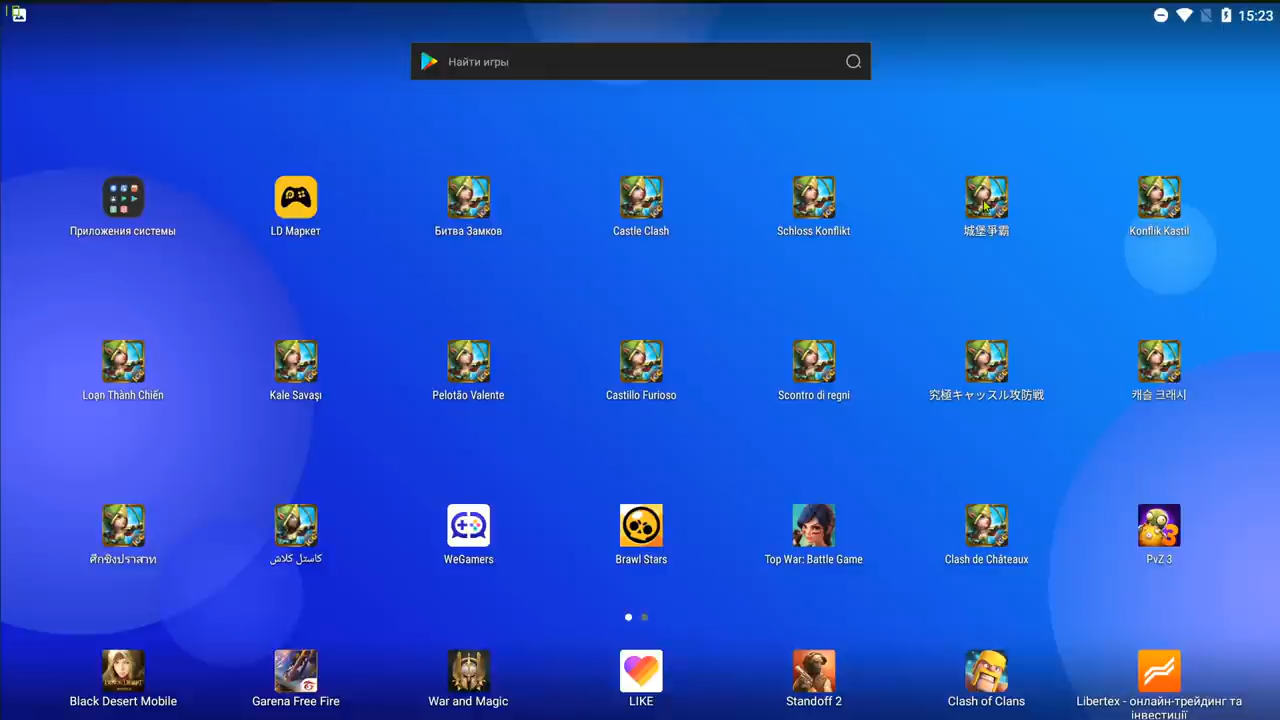 15:23
Найти игры
Приложения системы
LD Маркет
Битва Замков
Castle Clash
Schloss Konflikt
城堡爭霸
Konflik Kastil
Loạn Thành Chiến
Kale Savaşı
Pelotão Valente
Castillo Furioso
Scontro di regni
究極キャッスル攻防戦
캐슬 크래시
ศึกชิงปราสาท
كاستل كلاش
WeGamers
Brawl Stars
Top War: Battle Game
Clash de Châteaux
PvZ 3
Black Desert Mobile
Garena Free Fire
War and Magic
LIKE
Standoff 2
Clash of Clans
Libertex - онлайн-трейдинг та
інвестиції